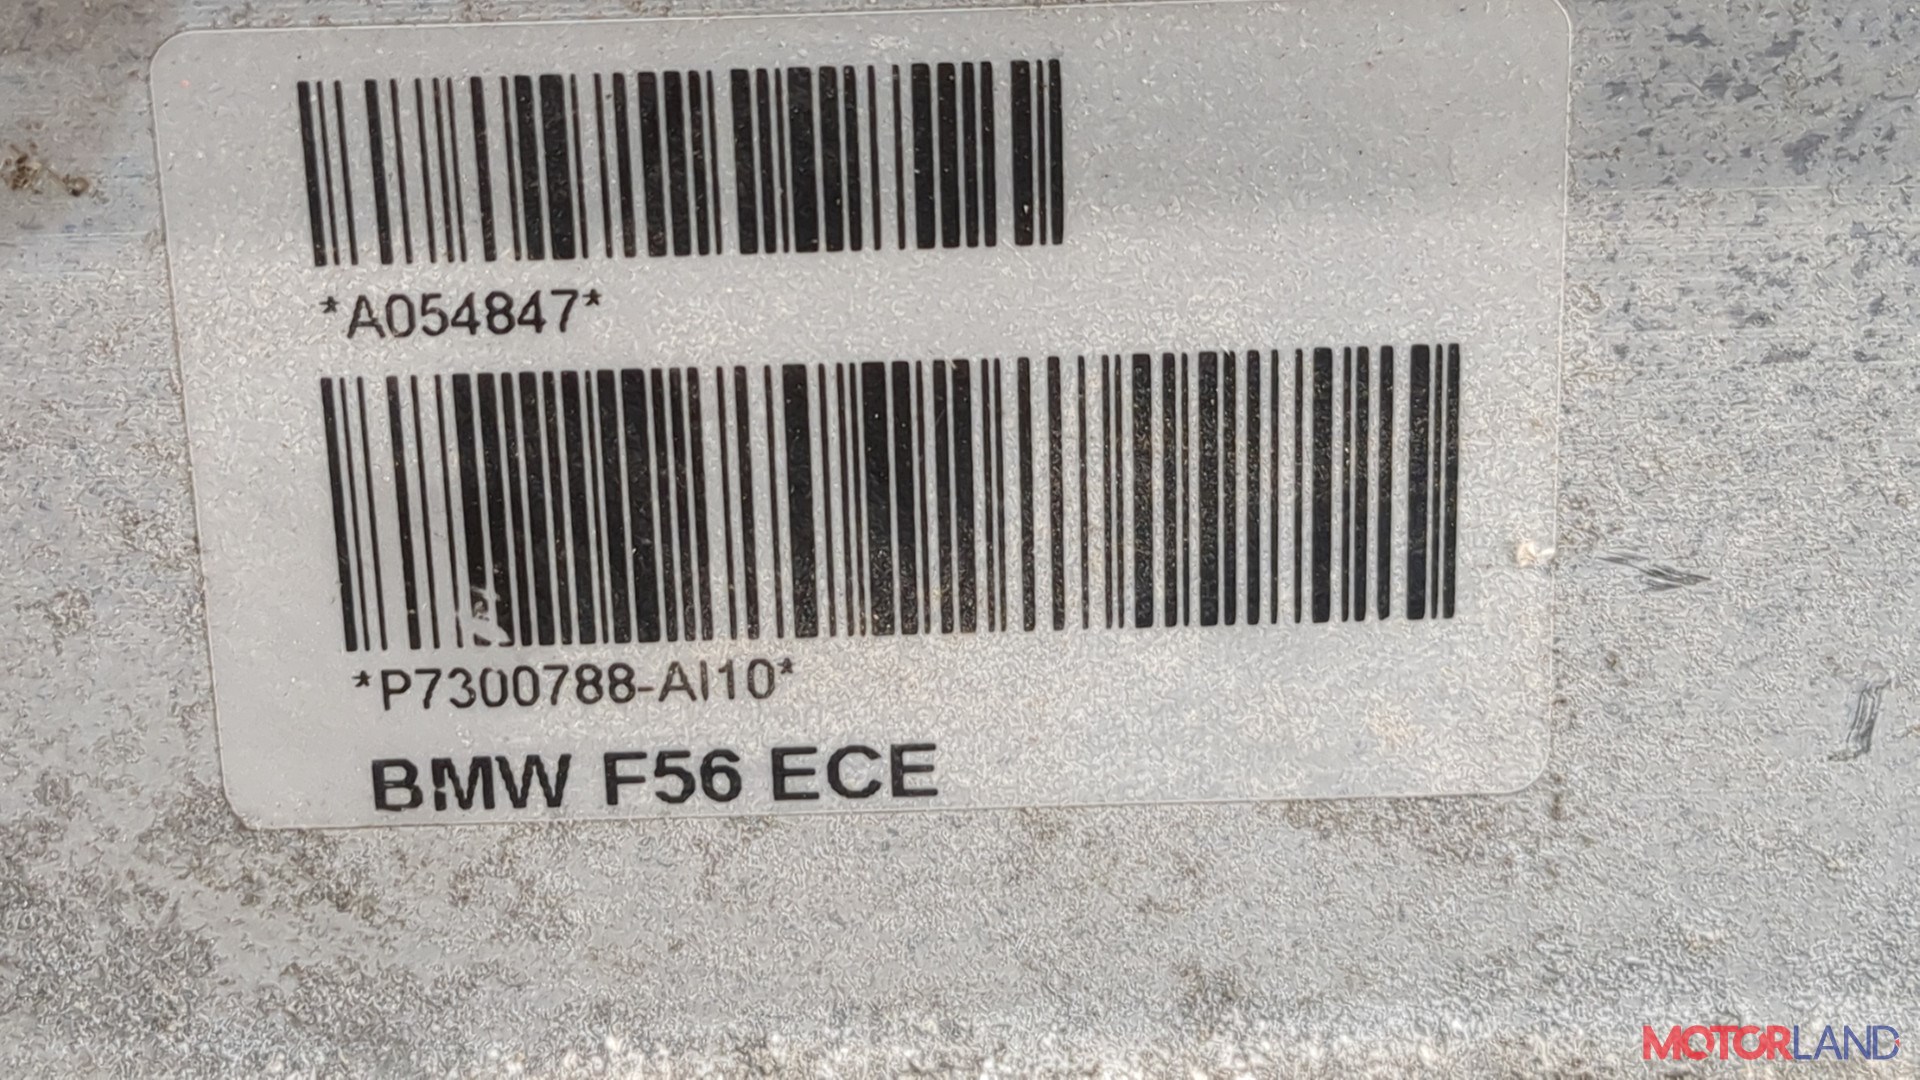 *A054847*
*P7300788-AI10*
BMW F56 ECE
MOTORLAND